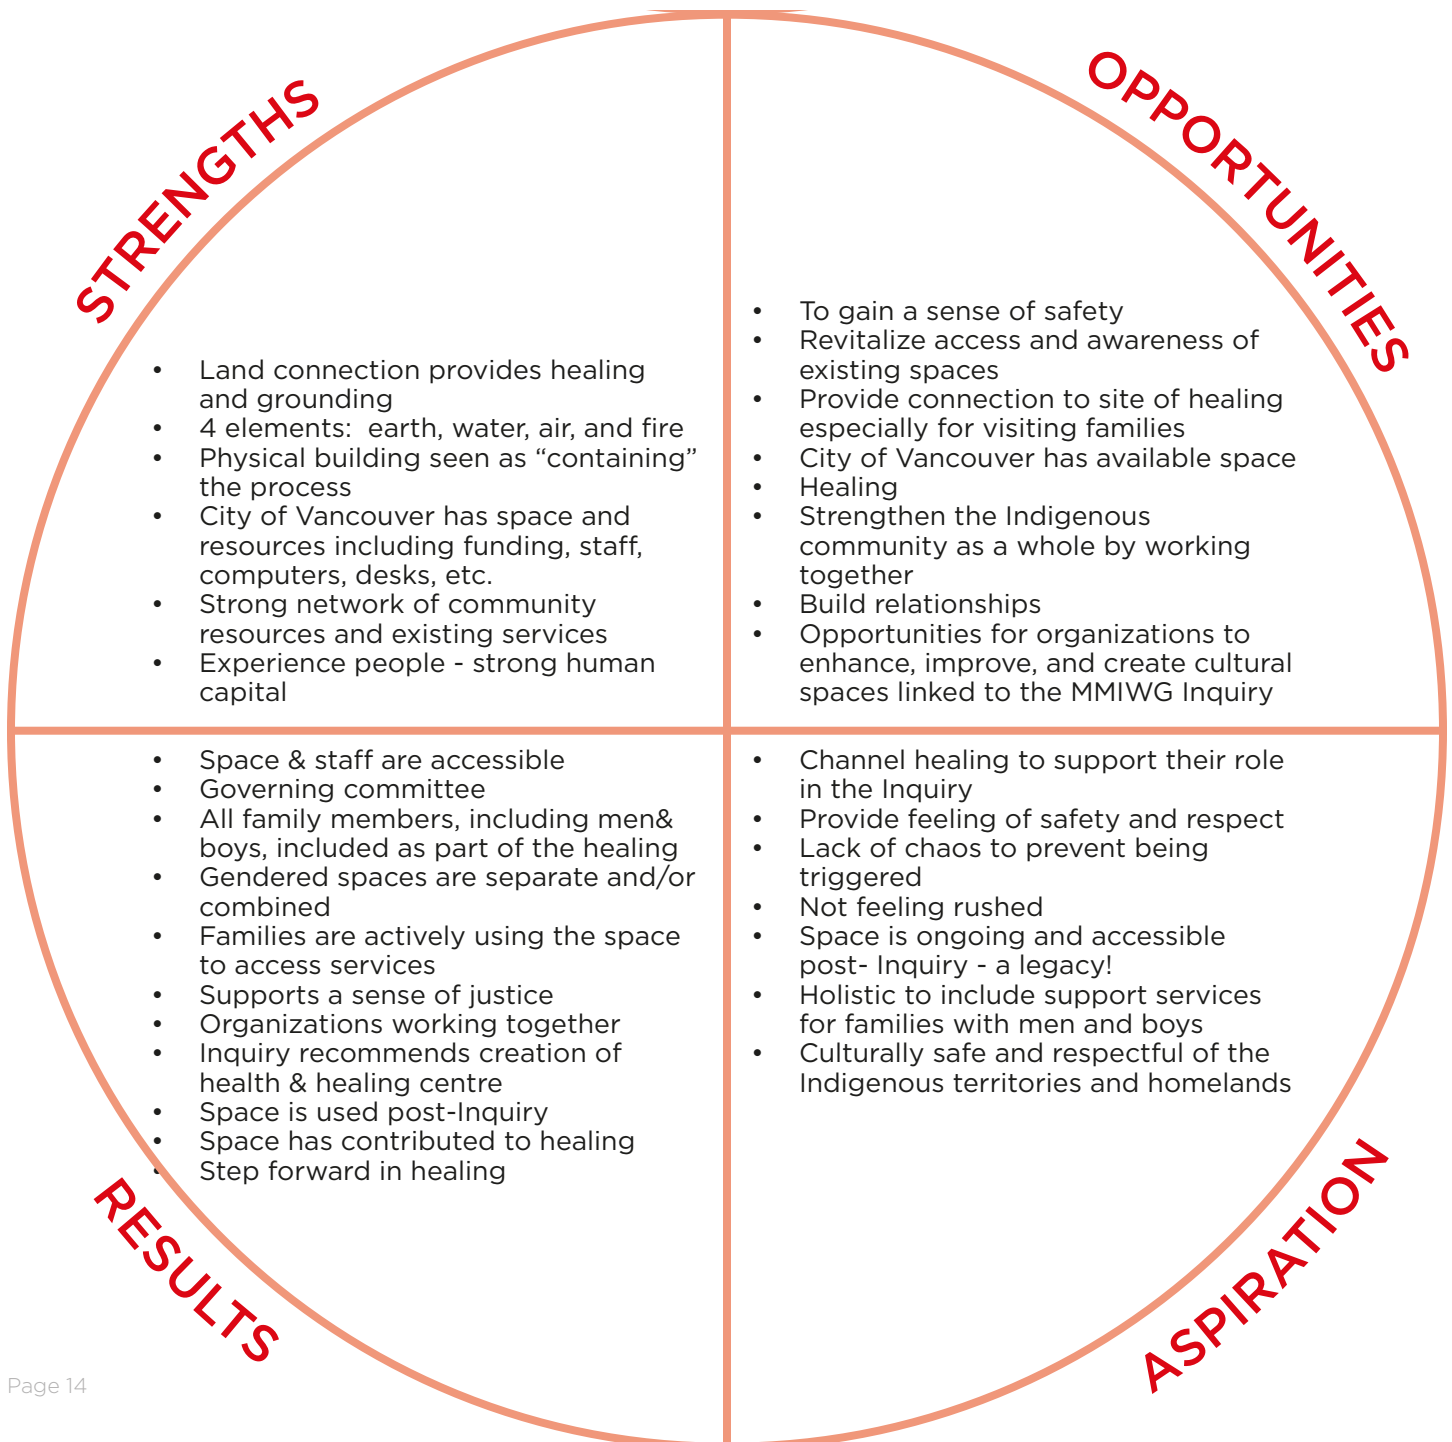 STRENGTHS
• Land connection provides healing
and grounding
• 4 elements: earth, water, air, and fire
• Physical building seen as “containing”
the process
• City of Vancouver has space and
resources including funding, staff,
computers, desks, etc.
• Strong network of community
resources and existing services
• Experience people - strong human
capital
OPPORTUNITIES
• To gain a sense of safety
• Revitalize access and awareness of
existing spaces
• Provide connection to site of healing
especially for visiting families
• City of Vancouver has available space
• Healing
• Strengthen the Indigenous
community as a whole by working
together
• Build relationships
• Opportunities for organizations to
enhance, improve, and create cultural
spaces linked to the MMIWG Inquiry
• Space & staff are accessible
• Governing committee
• All family members, including men&
boys, included as part of the healing
• Gendered spaces are separate and/or
combined
• Families are actively using the space
to access services
• Supports a sense of justice
• Organizations working together
• Inquiry recommends creation of
health & healing centre
• Space is used post-Inquiry
• Space has contributed to healing
• Step forward in healing
RESULTS
• Channel healing to support their role
in the Inquiry
• Provide feeling of safety and respect
• Lack of chaos to prevent being
triggered
• Not feeling rushed
• Space is ongoing and accessible
post- Inquiry - a legacy!
• Holistic to include support services
for families with men and boys
• Culturally safe and respectful of the
Indigenous territories and homelands
ASPIRATION
Page 14